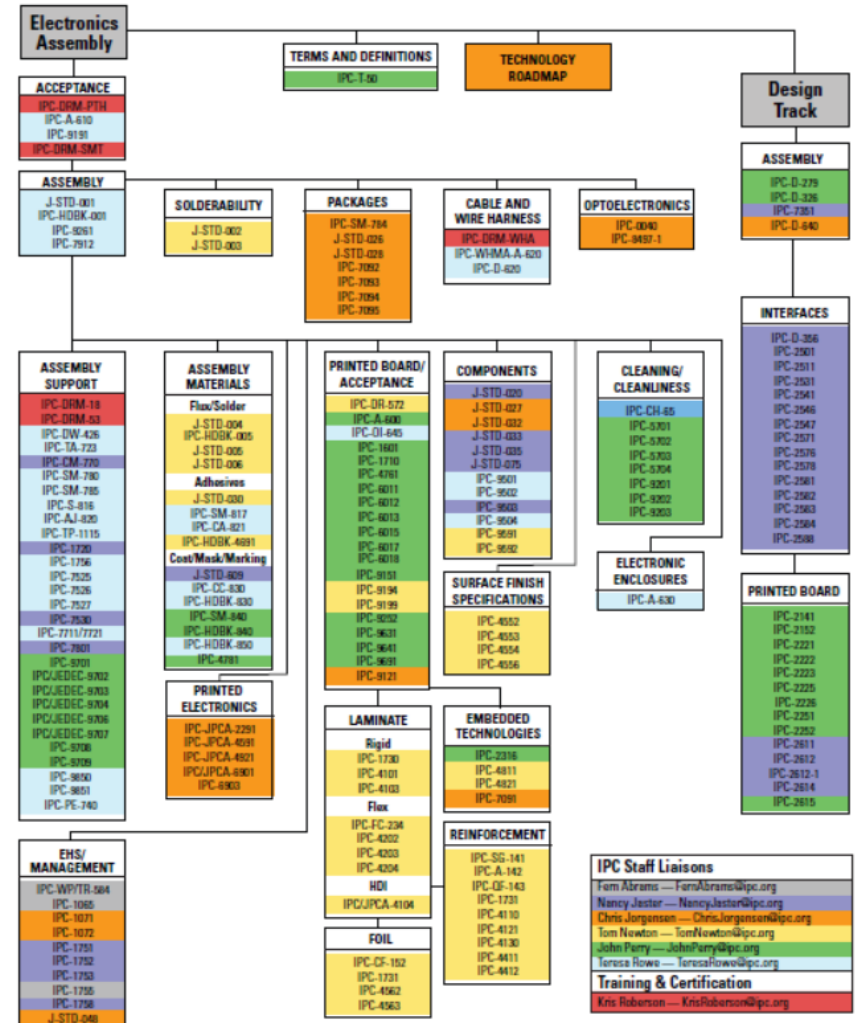 Electronics
Assembly
TERMS AND DEFINITIONS
IPC-T-50
TECHNOLOGY
ROADMAP
Design
Track
ACCEPTANCE
IPC-DRM-PTH
IPC-A-610
IPC-9191
IPC-DRM-SMT
ASSEMBLY
J-STD-001
IPC-HDBK-001
IPC-9261
IPC-7912
SOLDERABILITY
J-STD-002
J-STD-003
PACKAGES
IPC-SM-784
J-STD-026
J-STD-028
IPC-7092
IPC-7093
IPC-7094
IPC-7095
CABLE AND
WIRE HARNESS
IPC-DRM-WHA
IPC-WHMA-A-620
IPC-D-620
OPTOELECTRONICS
IPC-0040
IPC-8497-1
ASSEMBLY
IPC-D-279
IPC-D-326
IPC-7351
IPC-D-640
INTERFACES
IPC-D-356
IPC-2501
IPC-2511
IPC-2531
IPC-2541
IPC-2546
IPC-2547
IPC-2571
IPC-2576
IPC-2578
IPC-2581
IPC-2582
IPC-2583
IPC-2584
IPC-2588
ASSEMBLY
SUPPORT
IPC-DRM-18
IPC-DRM-53
IPC-DW-426
IPC-TA-723
IPC-CM-770
IPC-SM-780
IPC-SM-785
IPC-S-816
IPC-AJ-820
IPC-TP-1115
IPC-1720
IPC-1756
IPC-7525
IPC-7526
IPC-7527
IPC-7530
IPC-7711/7721
IPC-7801
IPC-9701
IPC/JEDEC-9702
IPC/JEDEC-9703
IPC/JEDEC-9704
IPC/JEDEC-9706
IPC/JEDEC-9707
IPC-9708
IPC-9709
IPC-9850
IPC-9851
IPC-PE-740
ASSEMBLY
MATERIALS
Flux/Solder
J-STD-004
IPC-HDBK-005
J-STD-005
J-STD-006
Adhesives
J-STD-030
IPC-SM-817
IPC-CA-821
IPC-HDBK-4691
Coat/Mask/Marking
J-STD-609
IPC-CC-830
IPC-HDBK-830
IPC-SM-840
IPC-HDBK-840
IPC-HDBK-850
IPC-4781
PRINTED BOARD/
ACCEPTANCE
IPC-DR-572
IPC-A-600
IPC-OI-645
IPC-1601
IPC-1710
IPC-4761
IPC-6011
IPC-6012
IPC-6013
IPC-6015
IPC-6017
IPC-6018
IPC-9151
IPC-9194
IPC-9199
IPC-9252
IPC-9631
IPC-9641
IPC-9691
IPC-9121
COMPONENTS
J-STD-020
J-STD-027
J-STD-032
J-STD-033
J-STD-035
J-STD-075
IPC-9501
IPC-9502
IPC-9503
IPC-9504
IPC-9591
IPC-9592
CLEANING/
CLEANLINESS
IPC-CH-65
IPC-5701
IPC-5702
IPC-5703
IPC-5704
IPC-9201
IPC-9202
IPC-9203
SURFACE FINISH
SPECIFICATIONS
IPC-4552
IPC-4553
IPC-4554
IPC-4556
ELECTRONIC
ENCLOSURES
IPC-A-630
PRINTED BOARD
IPC-2141
IPC-2152
IPC-2221
IPC-2222
IPC-2223
IPC-2225
IPC-2226
IPC-2251
IPC-2252
IPC-2611
IPC-2612
IPC-2612-1
IPC-2614
IPC-2615
PRINTED
ELECTRONICS
IPC-JPCA-2291
IPC-JPCA-4591
IPC-JPCA-4921
IPC/JPCA-6901
IPC-6903
LAMINATE
Rigid
IPC-1730
IPC-4101
IPC-4103
Flex
IPC-FC-234
IPC-4202
IPC-4203
IPC-4204
HDI
IPC/JPCA-4104
EMBEDDED
TECHNOLOGIES
IPC-2316
IPC-4811
IPC-4821
IPC-7091
REINFORCEMENT
IPC-SG-141
IPC-A-142
IPC-QF-143
IPC-1731
IPC-4110
IPC-4121
IPC-4130
IPC-4411
IPC-4412
FOIL
IPC-CF-152
IPC-1731
IPC-4562
IPC-4563
EHS/
MANAGEMENT
IPC-WP/TR-584
IPC-1065
IPC-1071
IPC-1072
IPC-1751
IPC-1752
IPC-1753
IPC-1755
IPC-1758
J-STD-048
IPC Staff Liaisons
Fern Abrams — FernAbrams@ipc.org
Nancy Jaster — NancyJaster@ipc.org
Chris Jorgensen — ChrisJorgensen@ipc.org
Tom Newton — TomNewton@ipc.org
John Perry — JohnPerry@ipc.org
Teresa Rowe — TeresaRowe@ipc.org
Training & Certification
Kris Roberson — KrisRoberson@ipc.org